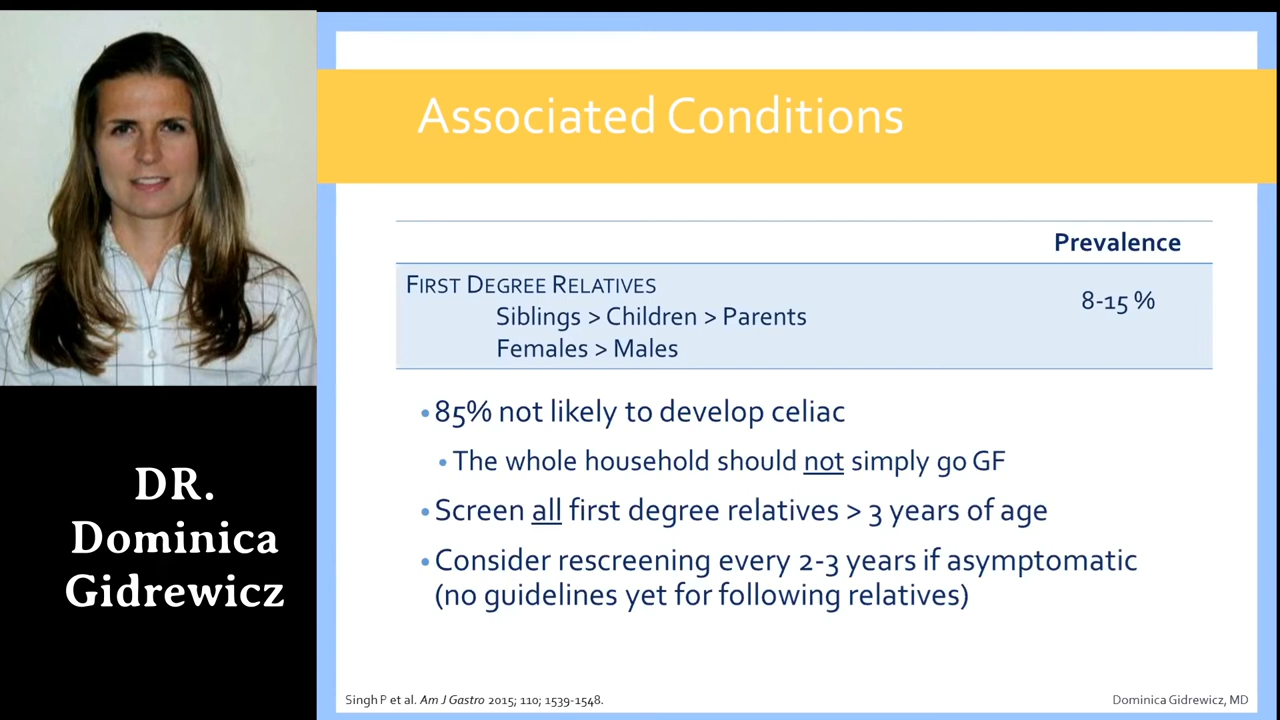 Associated Conditions
Prevalence
FIRST DEGREE RELATIVES
8-15 %
Siblings > Children > Parents
Females > Males
•85% not likely to develop celiac
•The whole household should not simply go GF
•Screen all first degree relatives > 3 years of age
•Consider rescreening every 2-3 years if asymptomatic
(no guidelines yet for following relatives)
Singh P et al. Am J Gastro 2015; 110; 1539-1548.
Dominica Gidrewicz, MD
DR.
Dominica
Gidrewicz